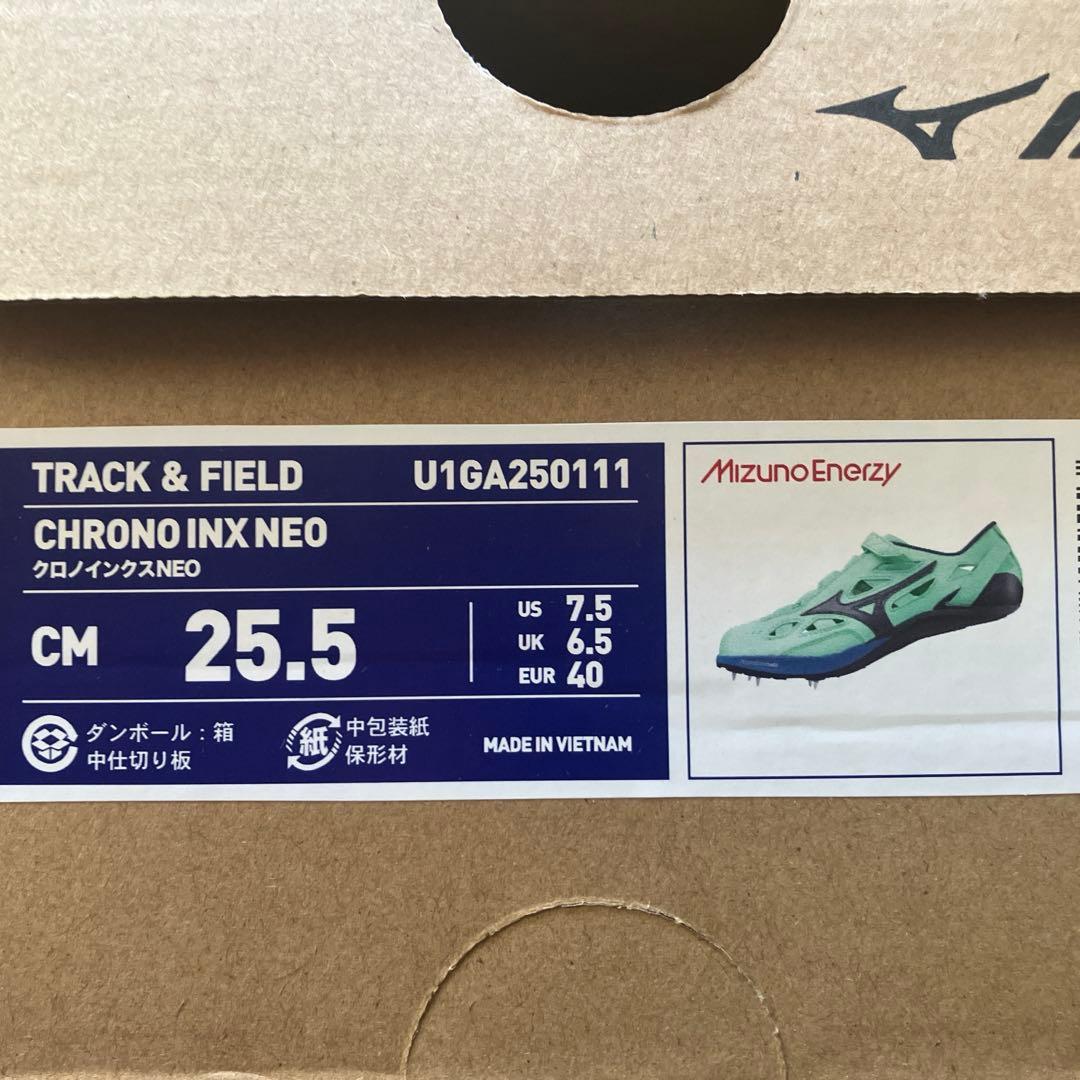 TRACK & FIELD U1GA250111
CHRONO INX NEO
クロノインクスNEO
CM 25.5
US 7.5
UK 6.5
EUR 40
ダンボール：箱
中仕切り板
紙
中包装紙
保形材
MADE IN VIETNAM
MizunoEnerzy